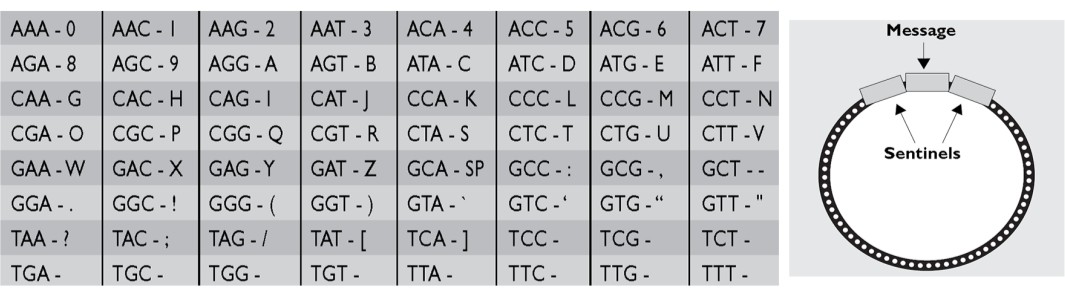 AAA - 0 AAC - 1 AAG - 2 AAT - 3 ACA - 4 ACC - 5 ACG - 6 ACT - 7
AGA - 8 AGC - 9 AGG - A AGT - B ATA - C ATC - D ATG - E ATT - F
CAA - G CAC - H CAG - I CAT - J CCA - K CCC - L CCG - M CCT - N
CGA - O CGC - P CGG - Q CGT - R CTA - S CTC - T CTG - U CTT - V
GAA - W GAC - X GAG - Y GAT - Z GCA - SP GCC - : GCG - , GCT - -
GGA - . GGC - ! GGG - ( GGT - ) GTA - ` GTC - ‘ GTG - “ GTT - "
TAA - ? TAC - ; TAG - / TAT - [ TCA - ] TCC - TCG - TCT -
TGA - TGC - TGG - TGT - TTA - TTC - TTG - TTT -
Message
Sentinels